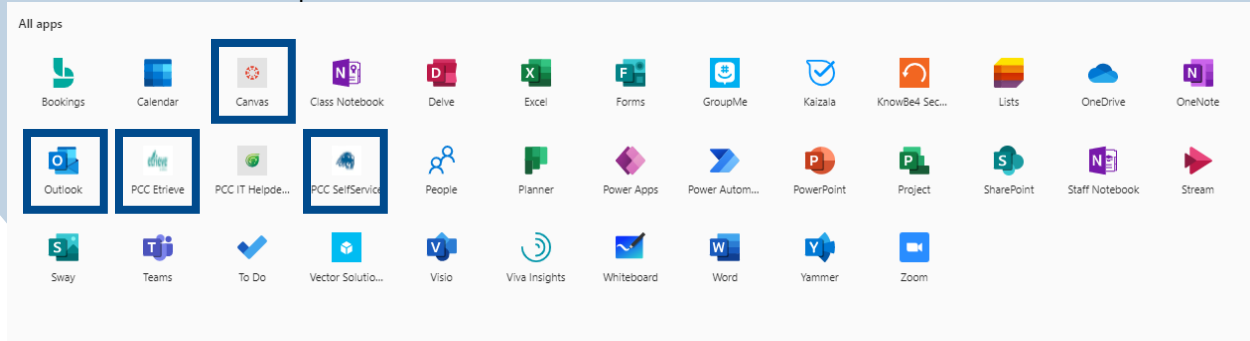 All apps
Bookings Calendar Canvas Class Notebook Delve Excel Forms GroupMe Kaizala KnowBe4 Sec... Lists OneDrive OneNote
Outlook PCC Etrieve PCC IT Helpde... PCC SelfService People Planner Power Apps Power Autom... PowerPoint Project SharePoint Staff Notebook Stream
Sway Teams To Do Vector Solutio... Visio Viva Insights Whiteboard Word Yammer Zoom